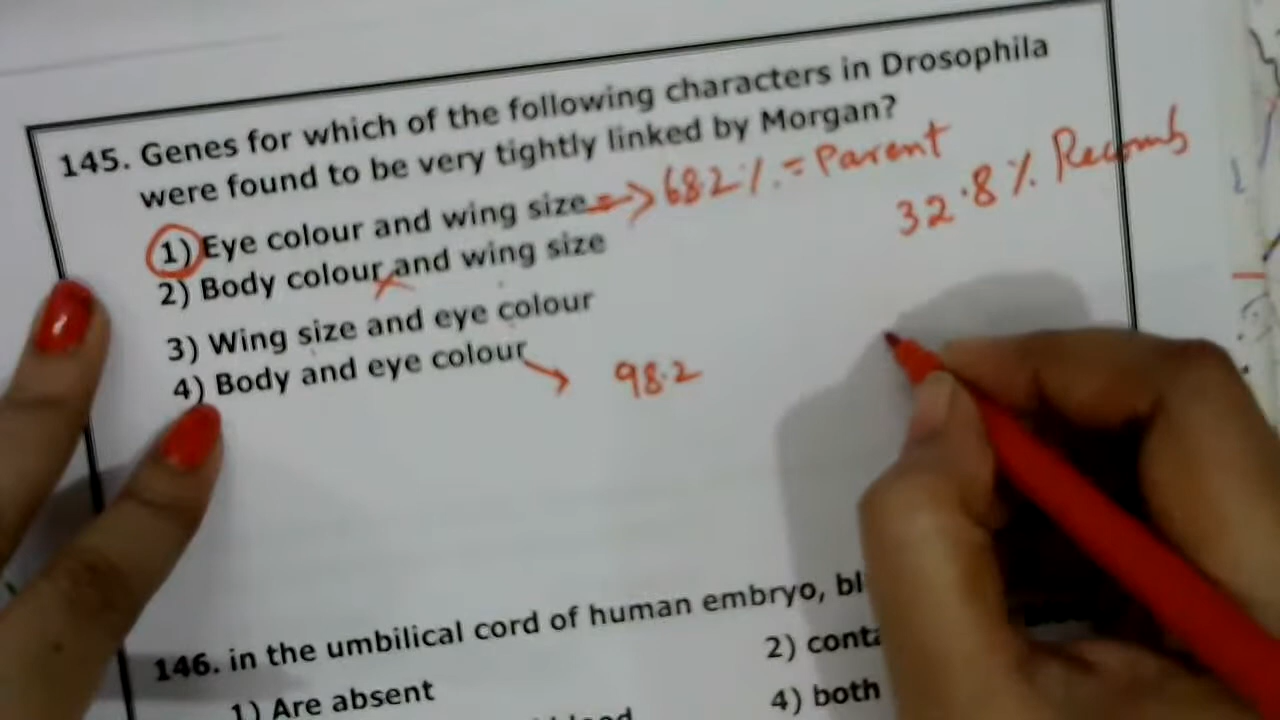 145. Genes for which of the following characters in Drosophila
were found to be very tightly linked by Morgan?
1) Eye colour and wing size => 68.2% = Parent
32.8% Recomb
2) Body colour and wing size
3) Wing size and eye colour
4) Body and eye colour → 98.2
146. in the umbilical cord of human embryo,
1) Are absent
2)
4) both